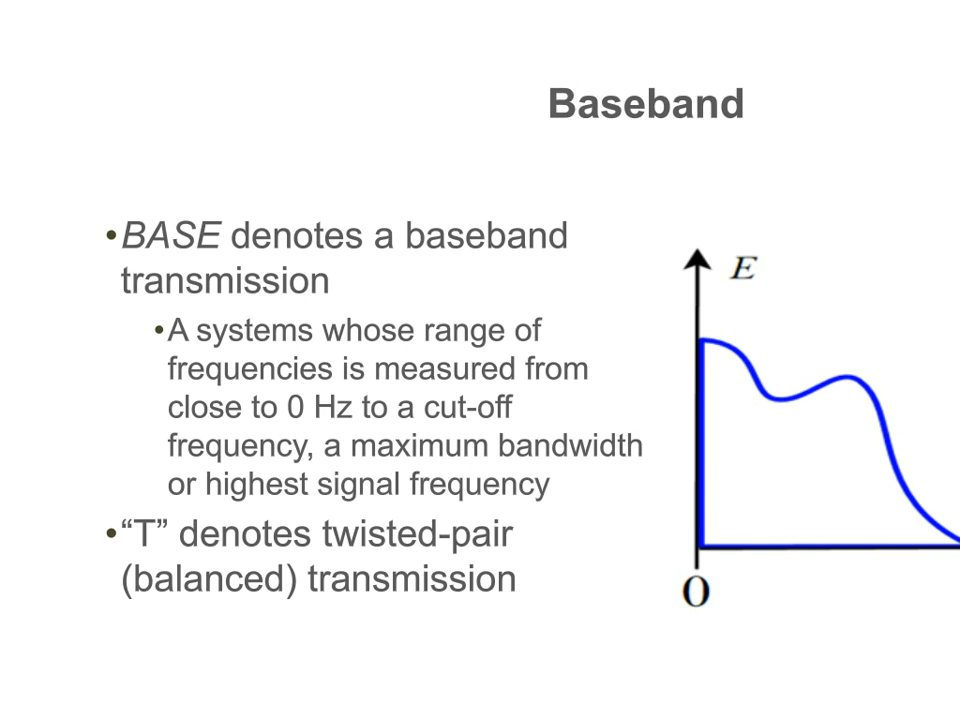 Baseband
•BASE denotes a baseband
transmission
•A systems whose range of
frequencies is measured from
close to 0 Hz to a cut-off
frequency, a maximum bandwidth
or highest signal frequency
•“T” denotes twisted-pair
(balanced) transmission
E
0